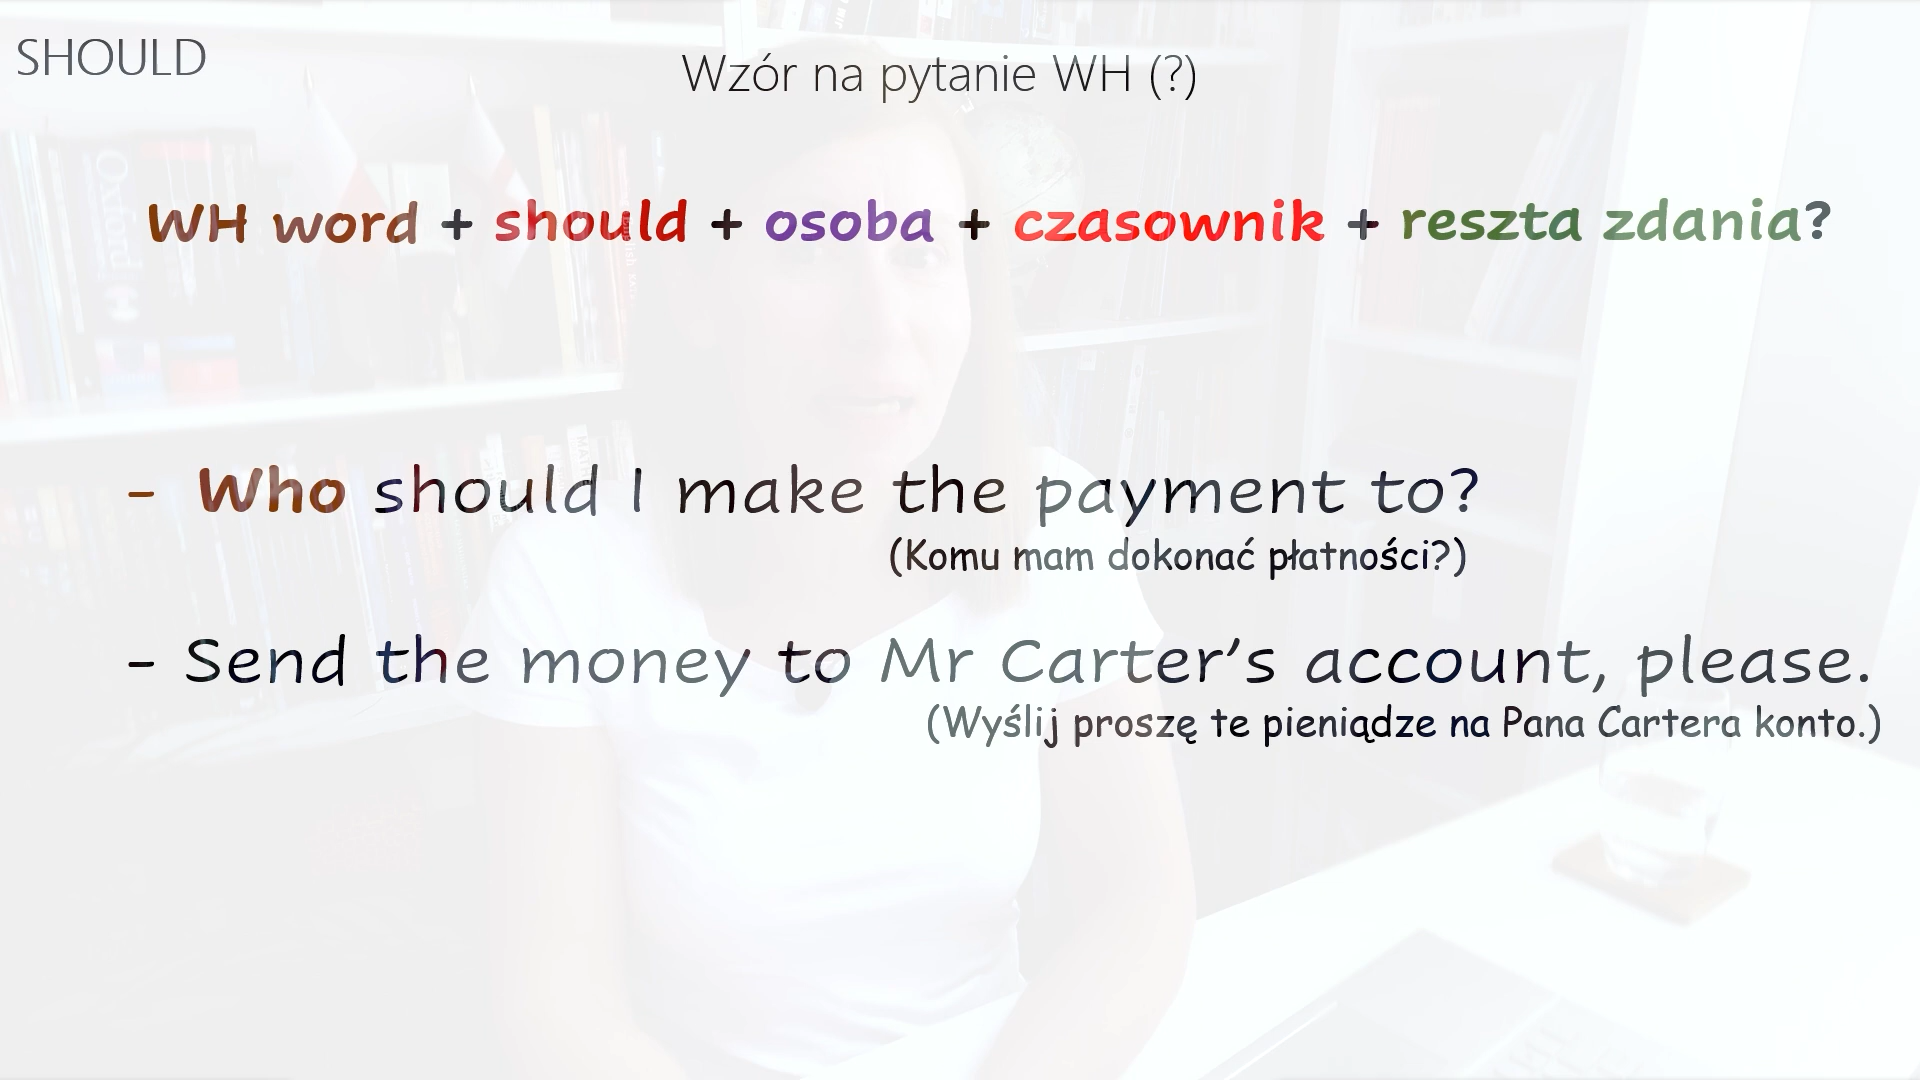 SHOULD
Wzór na pytanie WH (?)
WH word + should + osoba + czasownik + reszta zdania?
- Who should I make the payment to?
(Komu mam dokonać płatności?)
- Send the money to Mr Carter's account, please.
(Wyślij proszę te pieniądze na Pana Cartera konto.)
Oxford